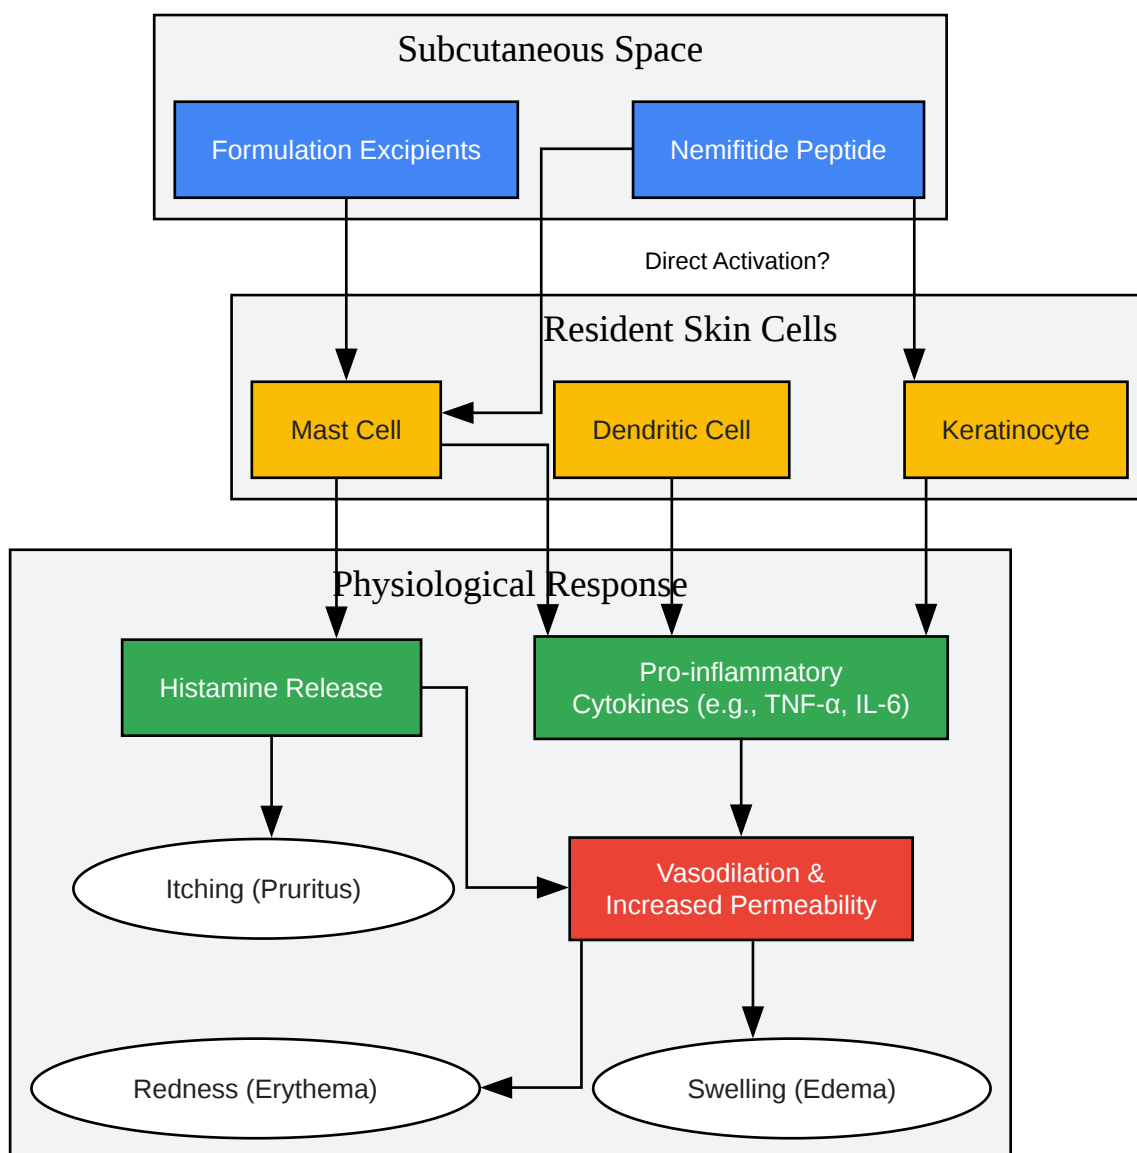 Subcutaneous Space
Formulation Excipients
Nemifitide Peptide
Direct Activation?
Resident Skin Cells
Mast Cell
Dendritic Cell
Keratinocyte
Physiological Response
Histamine Release
Pro-inflammatory
Cytokines (e.g., TNF-α, IL-6)
Itching (Pruritus)
Vasodilation &
Increased Permeability
Redness (Erythema)
Swelling (Edema)